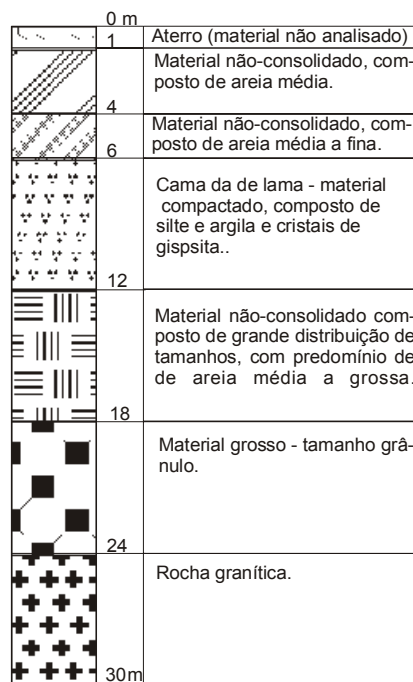 0 m
1
Aterro (material não analisado)
Material não-consolidado, com-
posto de areia média.
4
Material não-consolidado, com-
posto de areia média a fina.
6
Cama da de lama - material
compactado, composto de
silte e argila e cristais de
gispsita..
12
Material não-consolidado com-
posto de grande distribuição de
tamanhos, com predomínio de
de areia média a grossa.
18
Material grosso - tamanho grâ-
nulo.
24
Rocha granítica.
30m